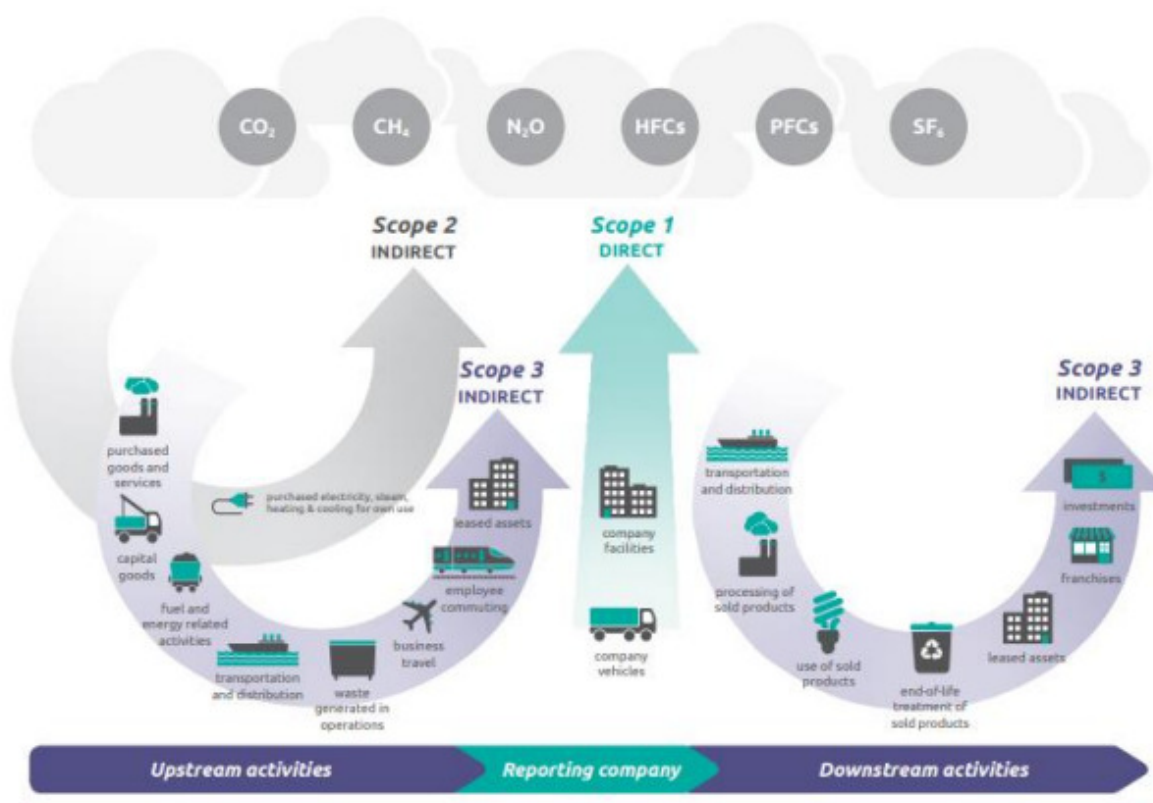 CO₂
CH₄
N₂O
HFCs
PFCs
SF₆
Scope 2
INDIRECT
Scope 1
DIRECT
Scope 3
INDIRECT
Scope 3
INDIRECT
purchased
goods and
services
capital
goods
fuel and
energy related
activities
transportation
and distribution
waste
generated in
operations
business
travel
employee
commuting
leased assets
purchased electricity, steam,
heating & cooling for own use
company
facilities
company
vehicles
transportation
and distribution
processing of
sold products
use of sold
products
end-of-life
treatment of
sold products
leased assets
franchises
$
investments
Upstream activities
Reporting company
Downstream activities